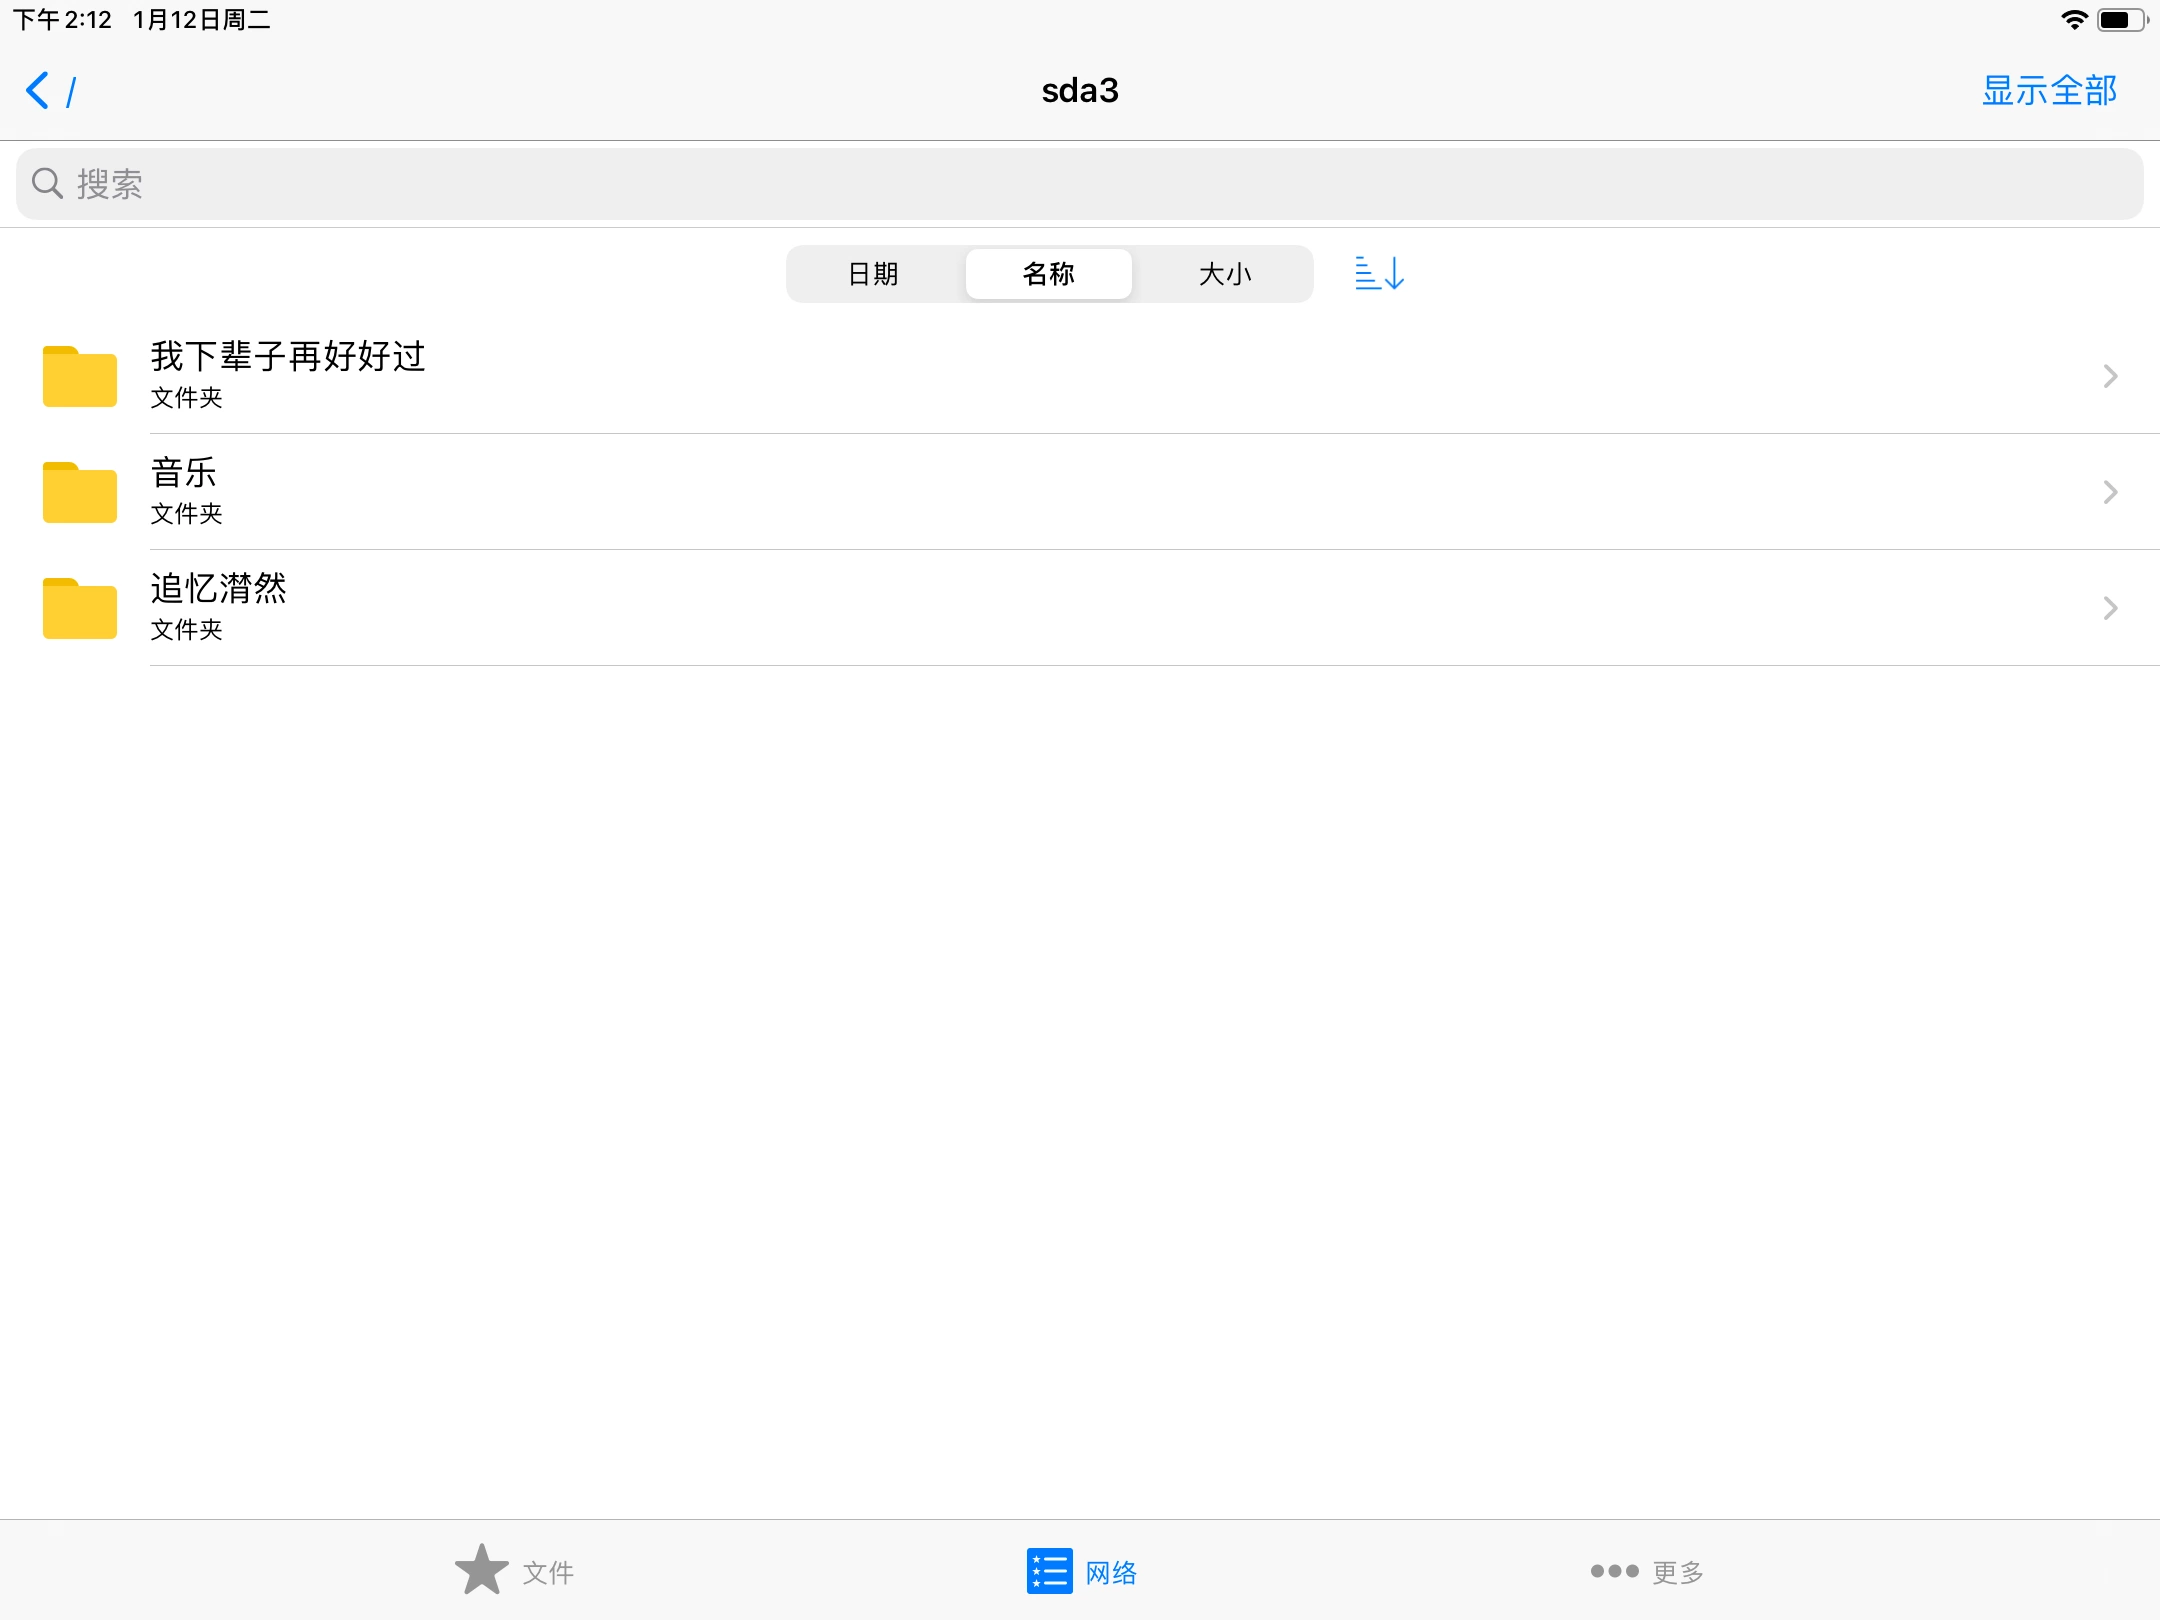 下午2:12 1月12日周二
/
sda3
显示全部
搜索
日期
名称
大小
我下辈子再好好过
文件夹
音乐
文件夹
追忆潸然
文件夹
文件
网络
更多